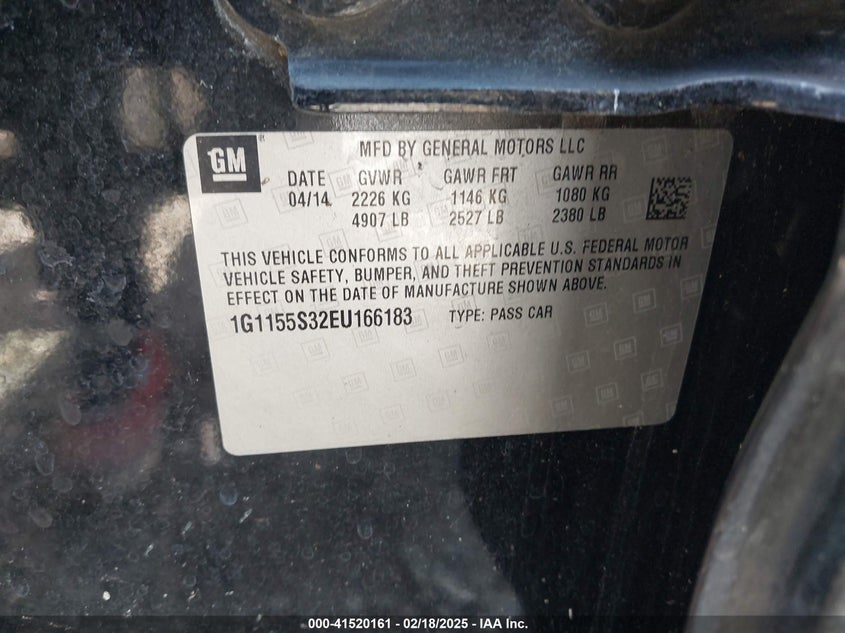 GM
MFD BY GENERAL MOTORS LLC
DATE GVWR GAWR FRT GAWR RR
04/14 2226 KG 1146 KG 1080 KG
4907 LB 2527 LB 2380 LB
THIS VEHICLE CONFORMS TO ALL APPLICABLE U.S. FEDERAL MOTOR
VEHICLE SAFETY, BUMPER, AND THEFT PREVENTION STANDARDS IN
EFFECT ON THE DATE OF MANUFACTURE SHOWN ABOVE.
1G1155S32EU166183 TYPE: PASS CAR
000-41520161 - 02/18/2025 - IAA Inc.